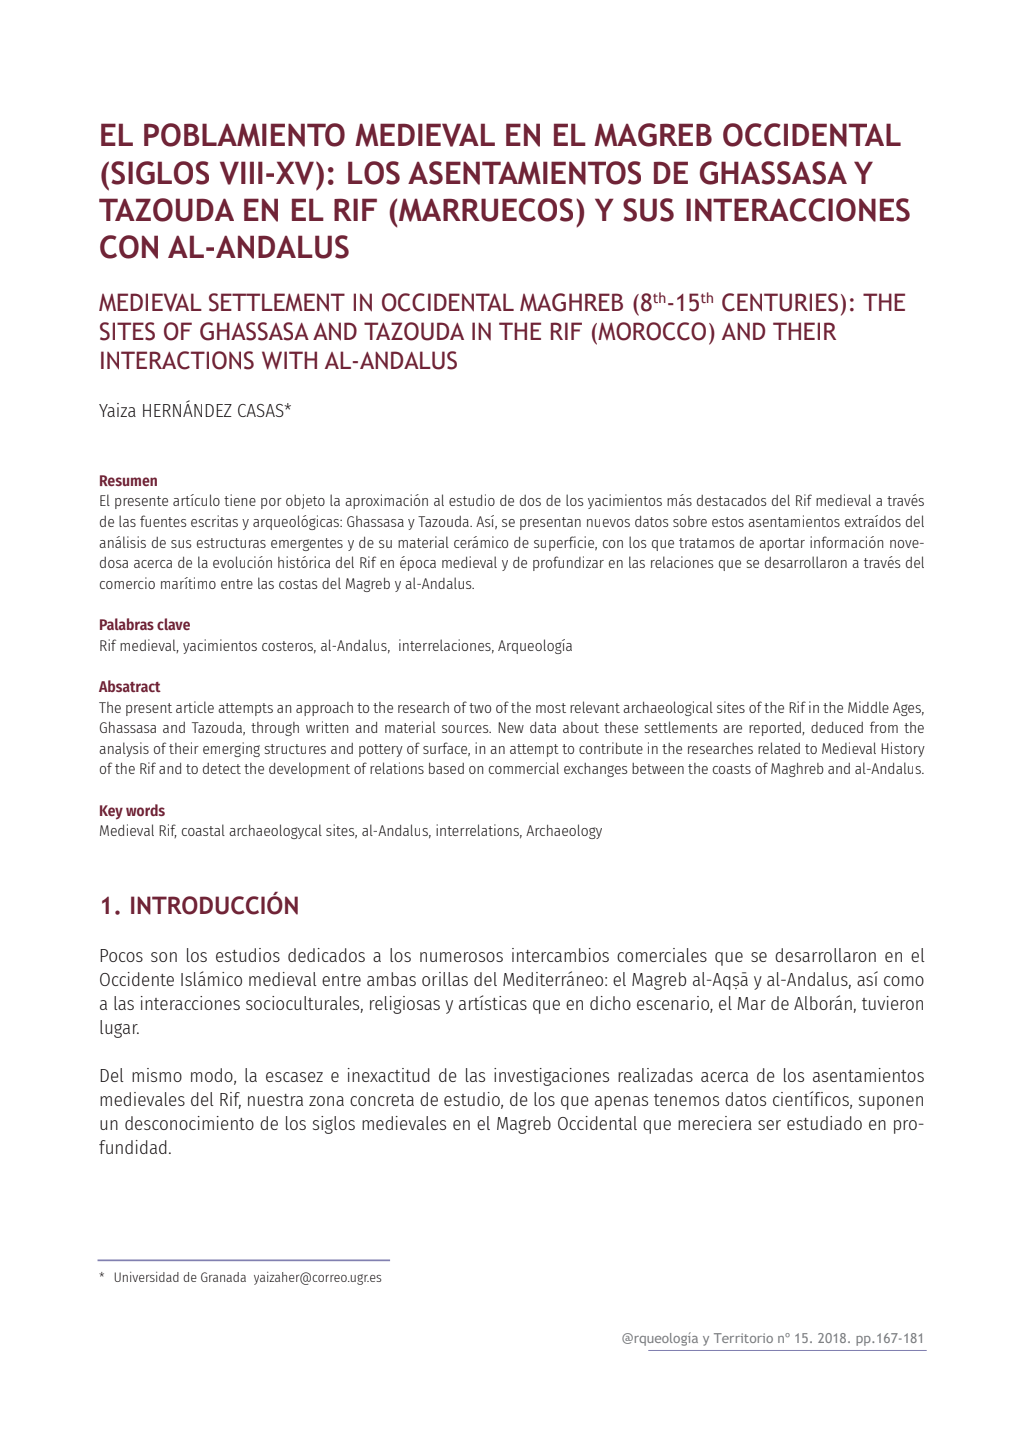 EL POBLAMIENTO MEDIEVAL EN EL MAGREB OCCIDENTAL
(SIGLOS VIII-XV): LOS ASENTAMIENTOS DE GHASSASA Y
TAZOUDA EN EL RIF (MARRUECOS) Y SUS INTERACCIONES
CON AL-ANDALUS
MEDIEVAL SETTLEMENT IN OCCIDENTAL MAGHREB (8th-15th CENTURIES): THE
SITES OF GHASSASA AND TAZOUDA IN THE RIF (MOROCCO) AND THEIR
INTERACTIONS WITH AL-ANDALUS
Yaiza HERNÁNDEZ CASAS*
Resumen
El presente artículo tiene por objeto la aproximación al estudio de dos de los yacimientos más destacados del Rif medieval a través
de las fuentes escritas y arqueológicas: Ghassasa y Tazouda. Así, se presentan nuevos datos sobre estos asentamientos extraídos del
análisis de sus estructuras emergentes y de su material cerámico de superficie, con los que tratamos de aportar información nove-
dosa acerca de la evolución histórica del Rif en época medieval y de profundizar en las relaciones que se desarrollaron a través del
comercio marítimo entre las costas del Magreb y al-Andalus.
Palabras clave
Rif medieval, yacimientos costeros, al-Andalus, interrelaciones, Arqueología
Absatract
The present article attempts an approach to the research of two of the most relevant archaeological sites of the Rif in the Middle Ages,
Ghassasa and Tazouda, through written and material sources. New data about these settlements are reported, deduced from the
analysis of their emerging structures and pottery of surface, in an attempt to contribute in the researches related to Medieval History
of the Rif and to detect the development of relations based on commercial exchanges between the coasts of Maghreb and al-Andalus.
Key words
Medieval Rif, coastal archaeologycal sites, al-Andalus, interrelations, Archaeology
1. INTRODUCCIÓN
Pocos son los estudios dedicados a los numerosos intercambios comerciales que se desarrollaron en el
Occidente Islámico medieval entre ambas orillas del Mediterráneo: el Magreb al-Aqṣā y al-Andalus, así como
a las interacciones socioculturales, religiosas y artísticas que en dicho escenario, el Mar de Alborán, tuvieron
lugar.
Del mismo modo, la escasez e inexactitud de las investigaciones realizadas acerca de los asentamientos
medievales del Rif, nuestra zona concreta de estudio, de los que apenas tenemos datos científicos, suponen
un desconocimiento de los siglos medievales en el Magreb Occidental que mereciera ser estudiado en pro-
fundidad.
* Universidad de Granada yaizaher@correo.ugr.es
@rqueología y Territorio nº 15. 2018. pp.167-181